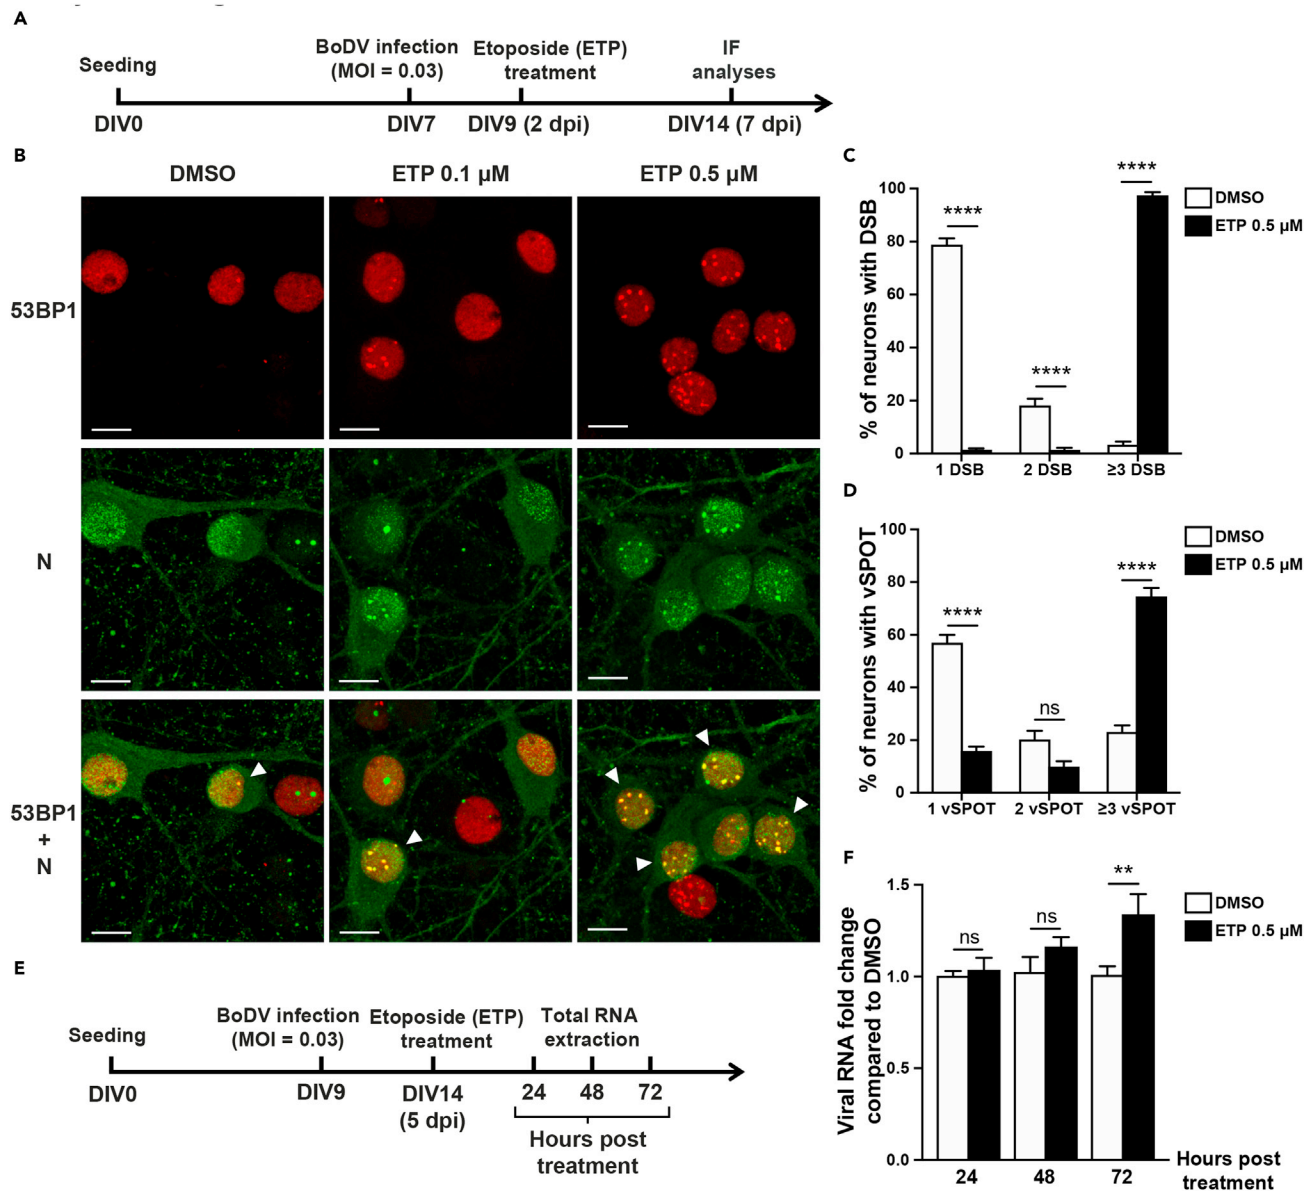 A
Seeding
BoDV infection
(MOI = 0.03)
Etoposide (ETP)
treatment
IF
analyses
DIV0
DIV7
DIV9 (2 dpi)
DIV14 (7 dpi)
B
DMSO
ETP 0.1 µM
ETP 0.5 µM
53BP1
N
53BP1
+
N
C
% of neurons with DSB
100
80
60
40
20
0
****
****
****
1 DSB
2 DSB
≥3 DSB
DMSO
ETP 0.5 µM
D
% of neurons with vSPOT
100
80
60
40
20
0
****
ns
****
1 vSPOT
2 vSPOT
≥3 vSPOT
DMSO
ETP 0.5 µM
E
Seeding
BoDV infection
(MOI = 0.03)
Etoposide (ETP)
treatment
Total RNA
extraction
DIV0
DIV9
DIV14
(5 dpi)
24
48
72
Hours post
treatment
F
Viral RNA fold change
compared to DMSO
1.5
1.0
0.5
0.0
ns
ns
**
24
48
72
Hours post
treatment
DMSO
ETP 0.5 µM